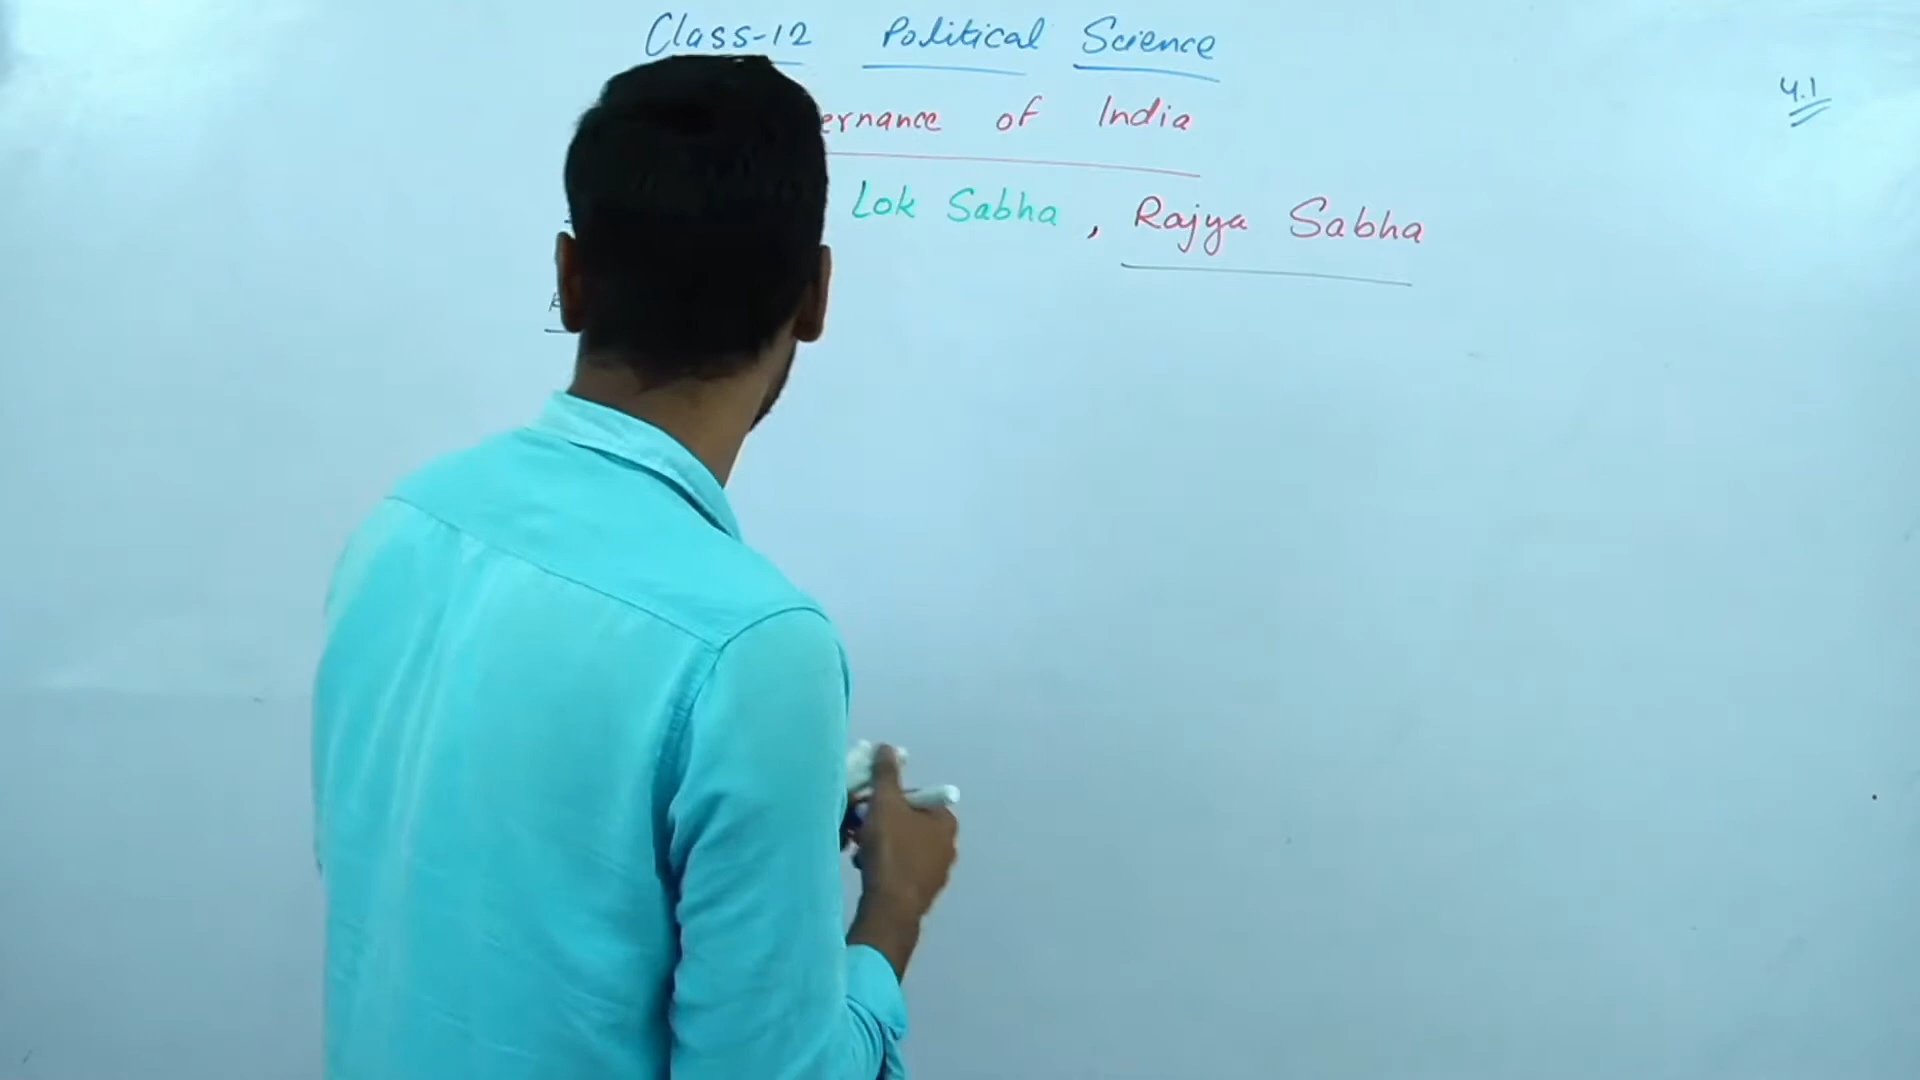 Class-12 Political Science
4.1
ernance of India
Lok Sabha, Rajya Sabha